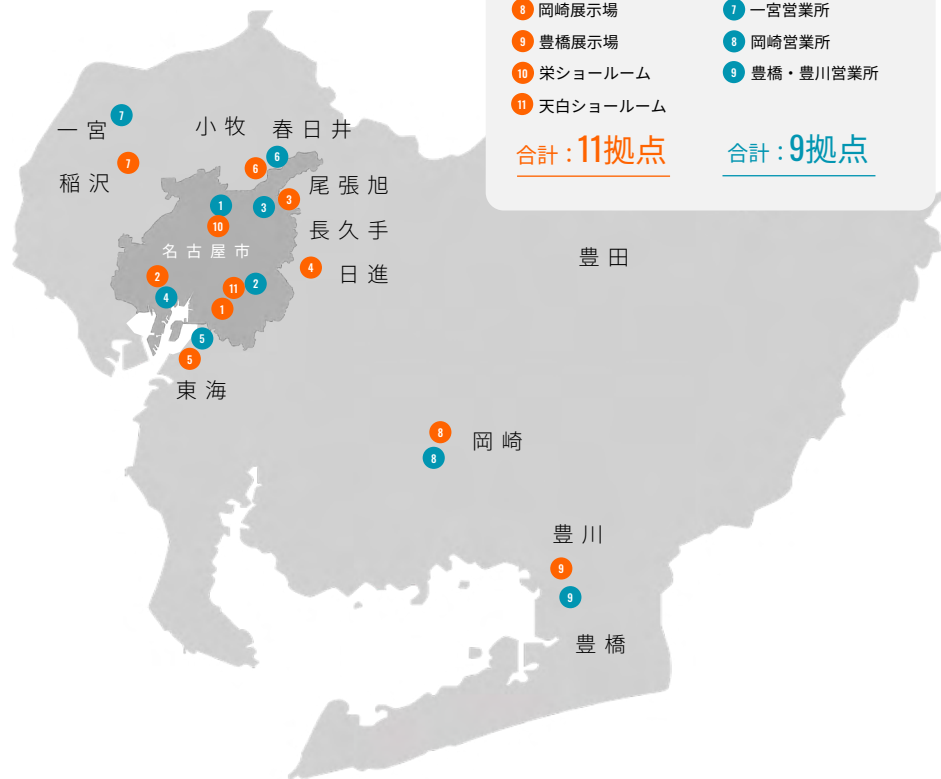 8 岡崎展示場
9 豊橋展示場
10 栄ショールーム
11 天白ショールーム
合計：11拠点
7 一宮営業所
8 岡崎営業所
9 豊橋・豊川営業所
合計：9拠点
7
一宮
小牧
春日井
6
6
7
稲沢
尾張旭
3
1
3
10
長久手
名古屋市
豊田
4
日進
2
11
2
4
1
5
5
東海
8
岡崎
8
豊川
9
9
豊橋